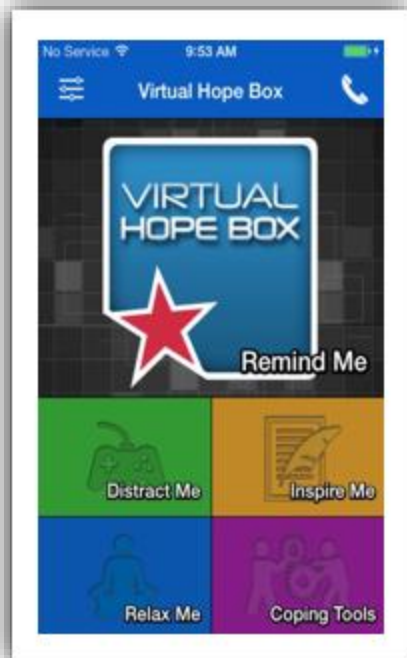 No Service 9:53 AM
Virtual Hope Box
VIRTUAL
HOPE BOX
Remind Me
Distract Me
Inspire Me
Relax Me
Coping Tools